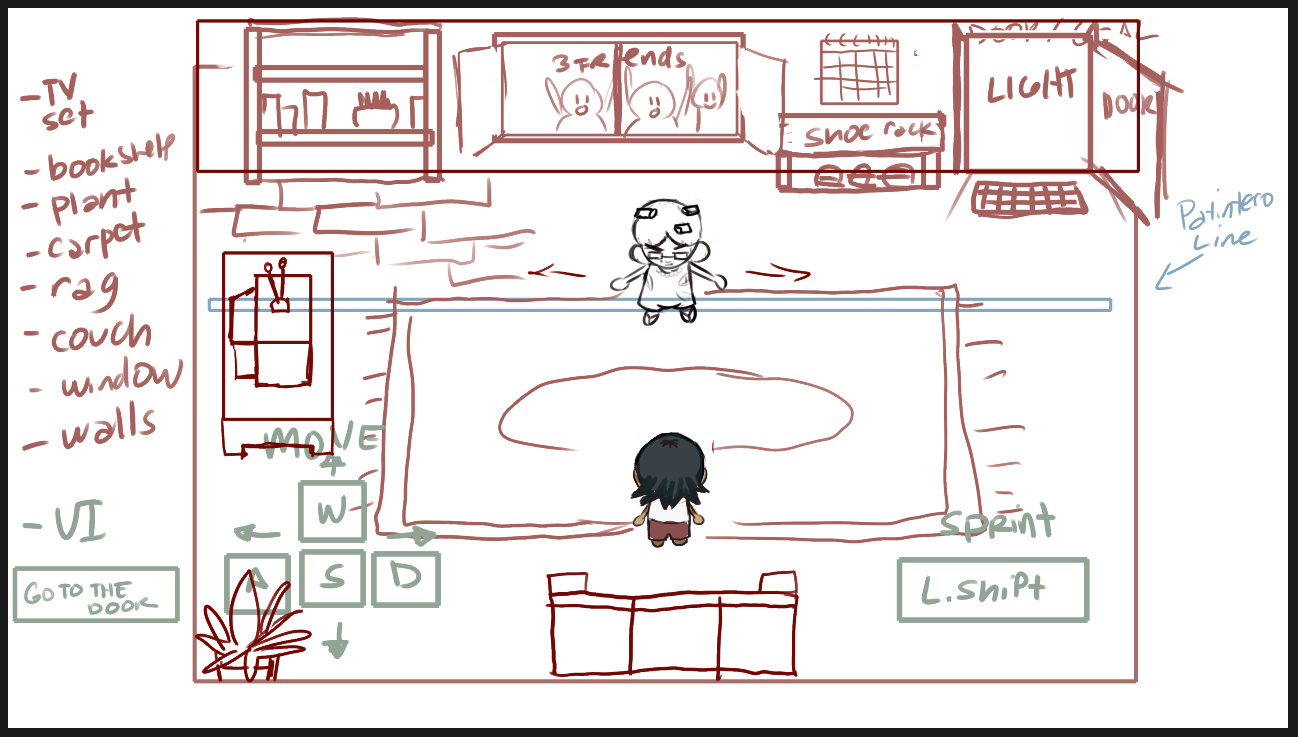 - TV
set
- bookshelf
- plant
- carpet
- rag
- couch
- window
- walls
- UI
GO TO THE
DOOR
3 FRiends
shoe rack
LIGHT
DOOR
Patintero
Line
MOVE
W
A
S
D
sprint
L.shift